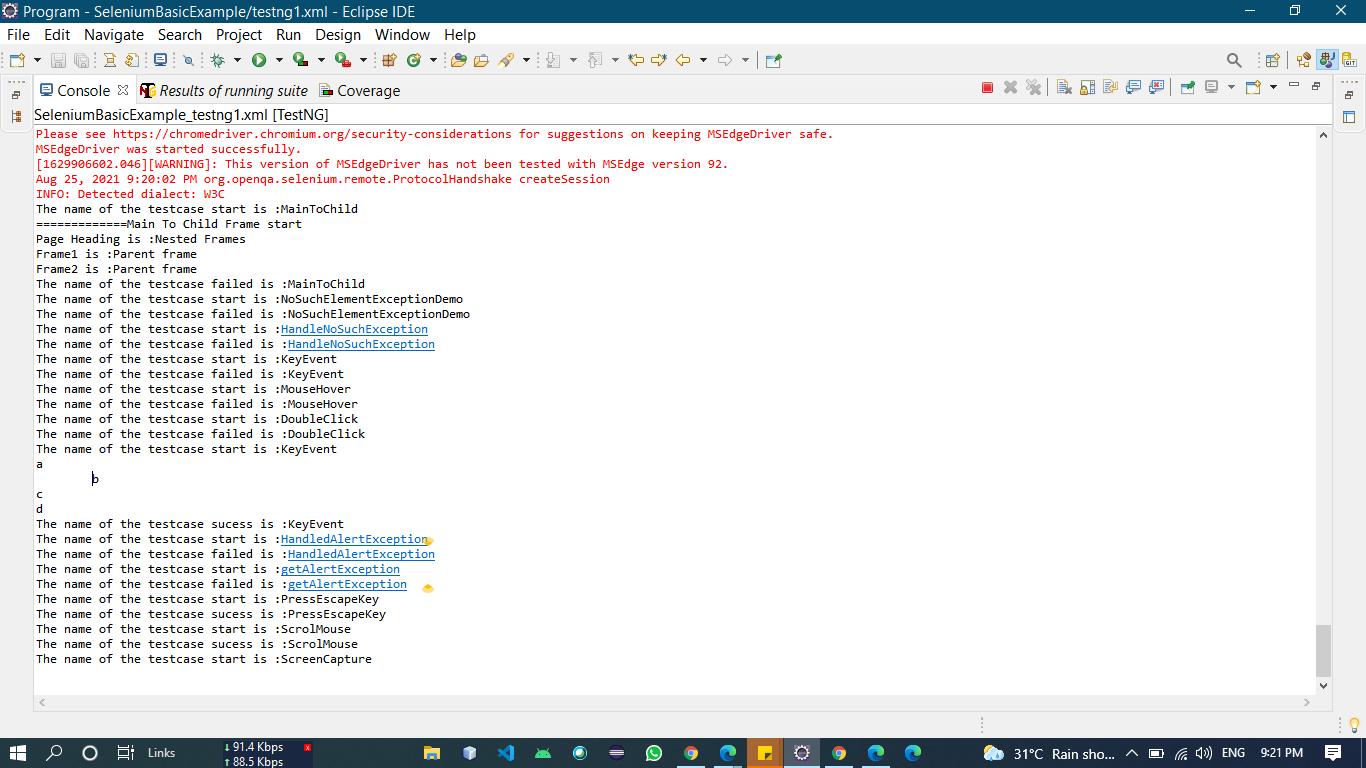 Program - SeleniumBasicExample/testng1.xml - Eclipse IDE
File Edit Navigate Search Project Run Design Window Help
Console Results of running suite Coverage
SeleniumBasicExample_testng1.xml [TestNG]
Please see https://chromedriver.chromium.org/security-considerations for suggestions on keeping MSEdgeDriver safe.
MSEdgeDriver was started successfully.
[1629906602.046][WARNING]: This version of MSEdgeDriver has not been tested with MSEdge version 92.
Aug 25, 2021 9:20:02 PM org.openqa.selenium.remote.ProtocolHandshake createSession
INFO: Detected dialect: W3C
The name of the testcase start is :MainToChild
=============Main To Child Frame start
Page Heading is :Nested Frames
Frame1 is :Parent frame
Frame2 is :Parent frame
The name of the testcase failed is :MainToChild
The name of the testcase start is :NoSuchElementExceptionDemo
The name of the testcase failed is :NoSuchElementExceptionDemo
The name of the testcase start is :HandleNoSuchException
The name of the testcase failed is :HandleNoSuchException
The name of the testcase start is :KeyEvent
The name of the testcase failed is :KeyEvent
The name of the testcase start is :MouseHover
The name of the testcase failed is :MouseHover
The name of the testcase start is :DoubleClick
The name of the testcase failed is :DoubleClick
The name of the testcase start is :KeyEvent
a
b
c
d
The name of the testcase sucess is :KeyEvent
The name of the testcase start is :HandledAlertException
The name of the testcase failed is :HandledAlertException
The name of the testcase start is :getAlertException
The name of the testcase failed is :getAlertException
The name of the testcase start is :PressEscapeKey
The name of the testcase sucess is :PressEscapeKey
The name of the testcase start is :ScrolMouse
The name of the testcase sucess is :ScrolMouse
The name of the testcase start is :ScreenCapture
Links
↓ 91.4 Kbps
↑ 88.5 Kbps
31°C Rain sho... ENG 9:21 PM